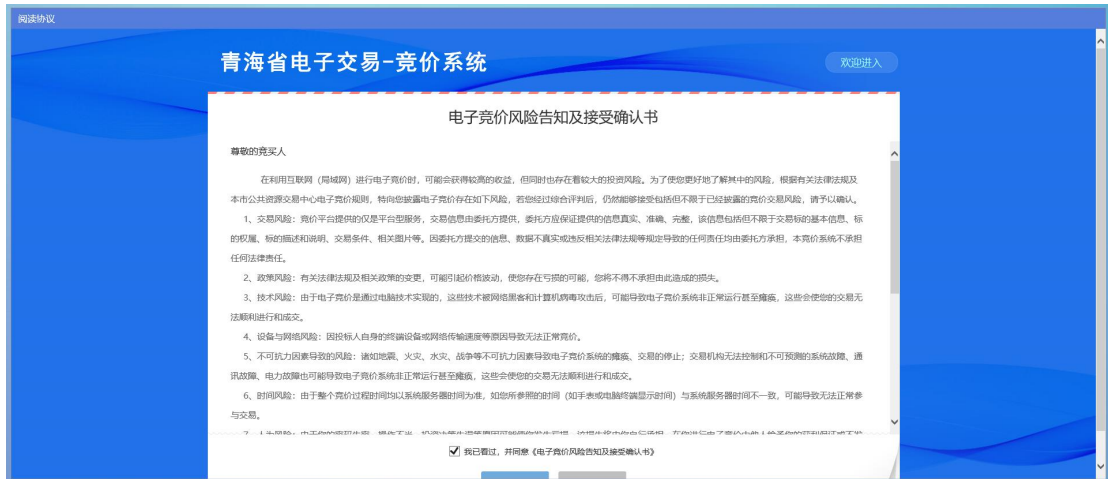 阅读协议
青海省电子交易-竞价系统
欢迎进入
电子竞价风险告知及接受确认书
尊敬的竞买人
在利用互联网（局域网）进行电子竞价时，可能会获得较高的收益，但同时也存在着较大的投资风险。为了使您更好地了解其中的风险，根据有关法律法规及
本市公共资源交易中心电子竞价规则，特向您披露电子竞价存在如下风险，若您经过综合评判后，仍然能够接受包括但不限于已经披露的竞价交易风险，请予以确认。
1、交易风险：竞价平台提供的仅是平台型服务，交易信息由委托方提供，委托方应保证提供的信息真实、准确、完整，该信息包括但不限于交易标的基本信息、标
的权属、标的描述和说明、交易条件、相关图片等。因委托方提交的信息、数据不真实或违反相关法律法规等规定导致的任何责任均由委托方承担，本竞价系统不承担
任何法律责任。
2、政策风险：有关法律法规及相关政策的变更，可能引起价格波动，使您存在亏损的可能，您将不得不承担由此造成的损失。
3、技术风险：由于电子竞价是通过电脑技术实现的，这些技术被网络黑客和计算机病毒攻击后，可能导致电子竞价系统非正常运行甚至瘫痪，这些会使您的交易无
法顺利进行和成交。
4、设备与网络风险：因投标人自身的终端设备或网络传输速度等原因导致无法正常竞价。
5、不可抗力因素导致的风险：诸如地震、火灾、水灾、战争等不可抗力因素导致电子竞价系统的瘫痪、交易的停止；交易机构无法控制和不可预测的系统故障、通
讯故障、电力故障也可能导致电子竞价系统非正常运行甚至瘫痪，这些会使您的交易无法顺利进行和成交。
6、时间风险：由于整个竞价过程时间均以系统服务器时间为准，如您所参照的时间（如手表或电脑终端显示时间）与系统服务器时间不一致，可能导致无法正常参
与交易。
我已看过，并同意《电子竞价风险告知及接受确认书》